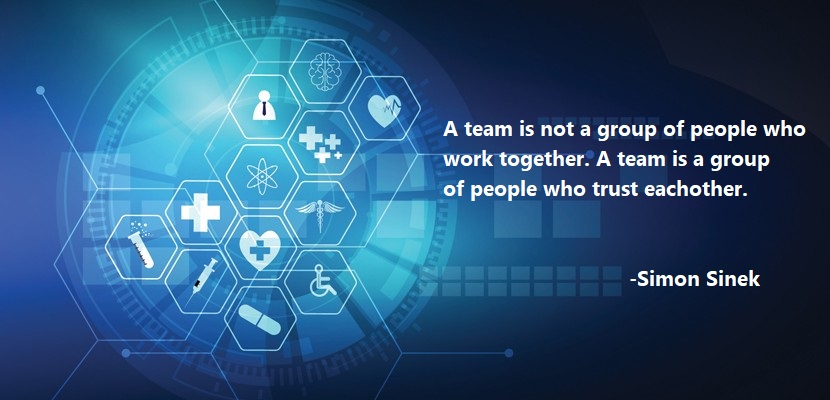 A team is not a group of people who
work together. A team is a group
of people who trust eachother.
-Simon Sinek